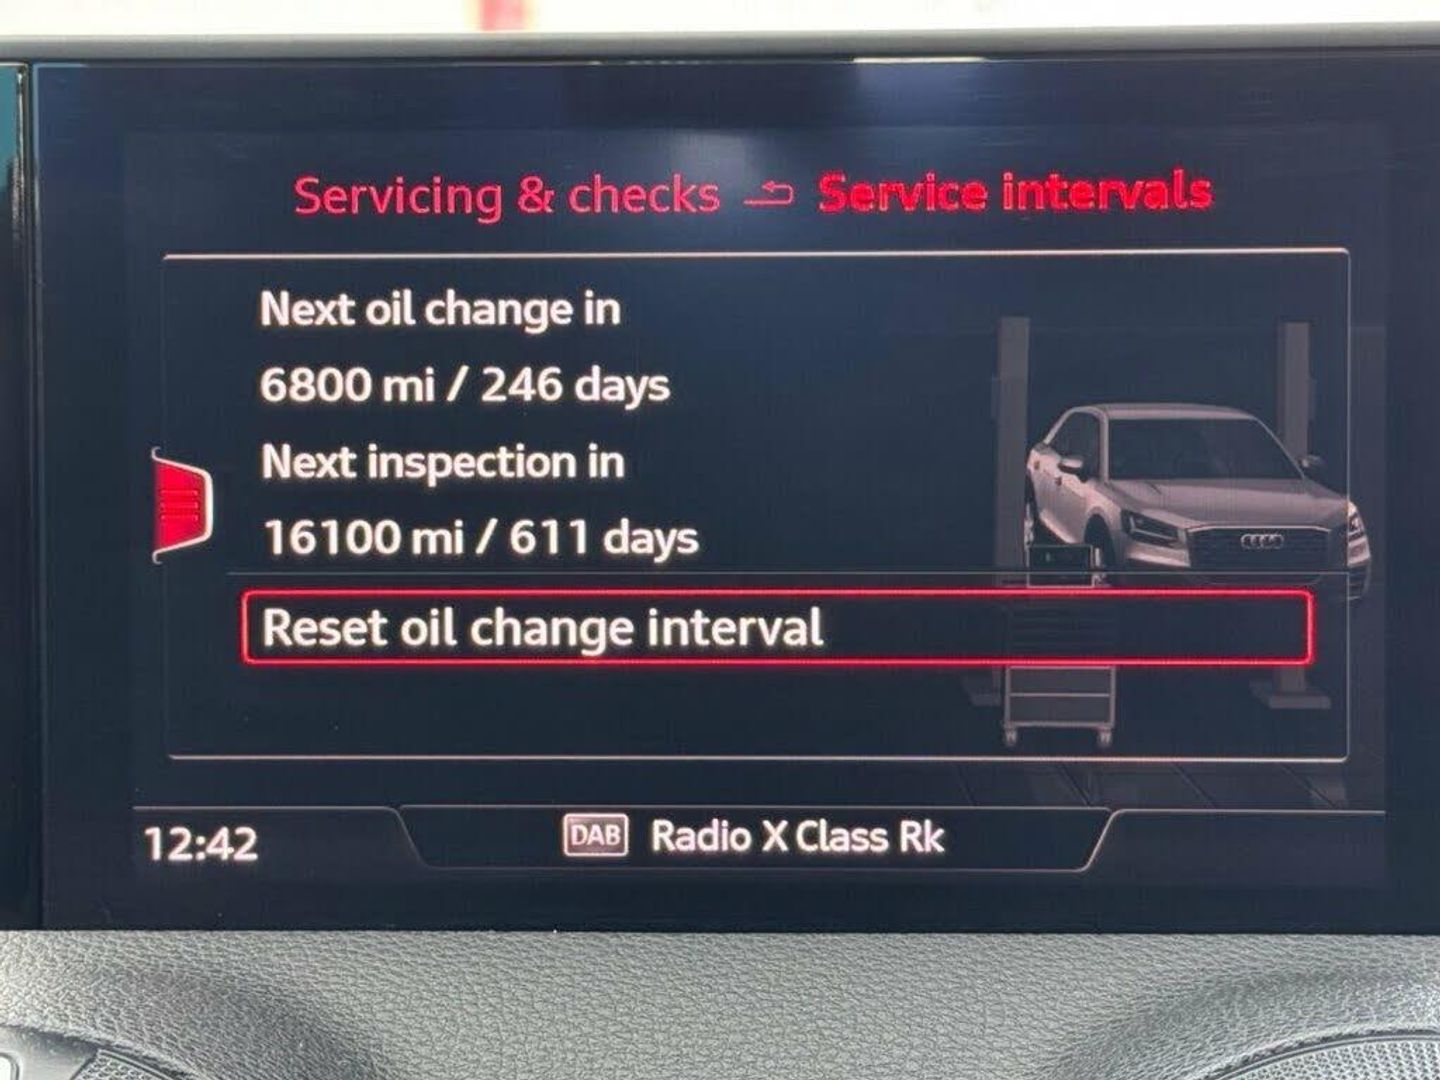 Servicing & checks Service intervals
Next oil change in
6800 mi / 246 days
Next inspection in
16100 mi / 611 days
Reset oil change interval
12:42 DAB Radio X Class Rk